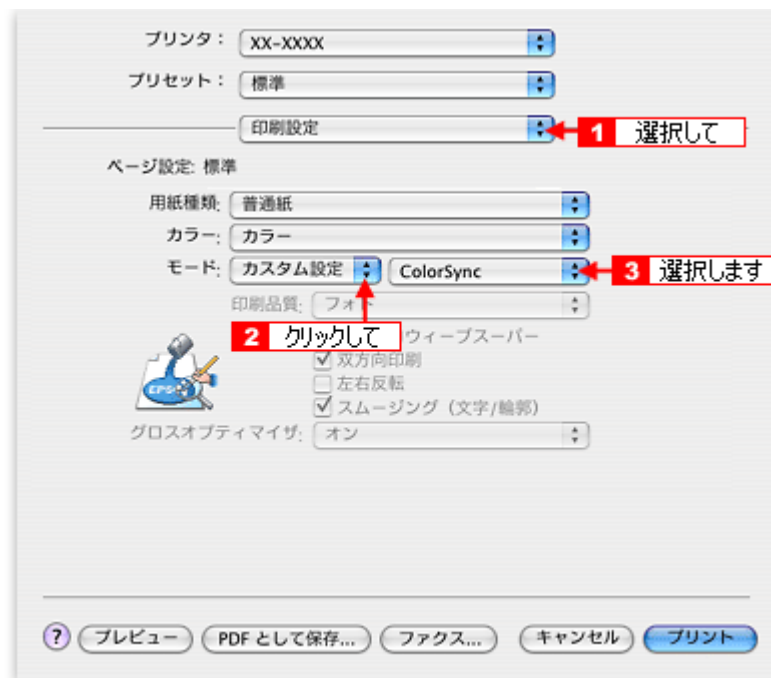 プリンタ： XX-XXXX
プリセット： 標準
印刷設定 1 選択して
ページ設定: 標準
用紙種類: 普通紙
カラー: カラー
モード: カスタム設定 ColorSync 3 選択します
印刷品質: フォト
2 クリックして ウィーブスーパー
双方向印刷
左右反転
EPSO スムージング（文字/輪郭）
グロスオプティマイザ: オン
? プレビュー PDF として保存... ファクス... キャンセル プリント